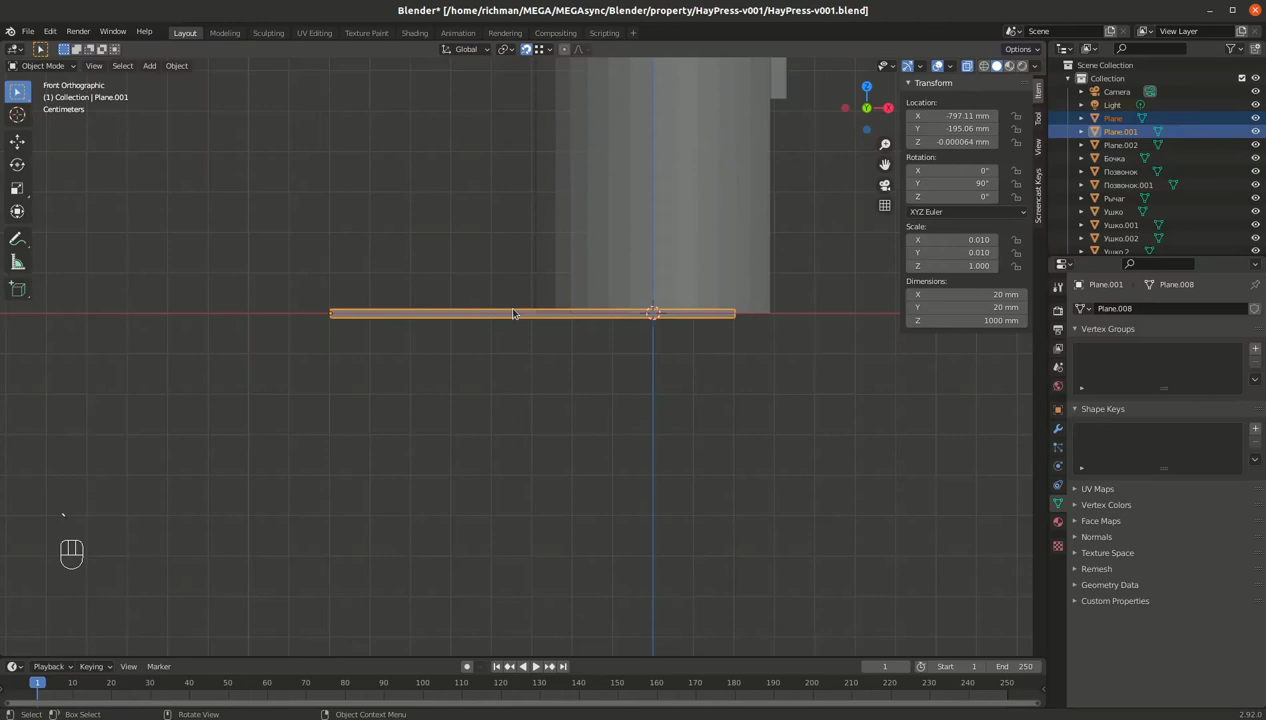 Blender* [/home/richman/MEGA/MEGAsync/Blender/property/HayPress-v001/HayPress-v001.blend]
File Edit Render Window Help Layout Modeling Sculpting UV Editing Texture Paint Shading Animation Rendering Compositing Scripting + Scene View Layer
Global Options
Object Mode View Select Add Object
Front Orthographic
(1) Collection | Plane.001
Centimeters
Z
Y
X
Transform
Location:
X -797.11 mm
Y -195.06 mm
Z -0.000064 mm
Rotation:
X 0°
Y 90°
Z 0°
XYZ Euler
Scale:
X 0.010
Y 0.010
Z 1.000
Dimensions:
X 20 mm
Y 20 mm
Z 1000 mm
Item
Tool
View
Screencast Keys
Scene Collection
Collection
Camera
Light
Plane
Plane.001
Plane.002
Бочка
Позвонок
Позвонок.001
Рычаг
Ушко
Ушко.001
Ушко.002
Ушко.2
Plane.001 Plane.008
Plane.008
Vertex Groups
Shape Keys
UV Maps
Vertex Colors
Face Maps
Normals
Texture Space
Remesh
Geometry Data
Custom Properties
`
Playback Keying View Marker 1 Start 1 End 250
1 10 20 30 40 50 60 70 80 90 100 110 120 130 140 150 160 170 180 190 200 210 220 230 240 250
Select Box Select Rotate View Object Context Menu 2.92.0